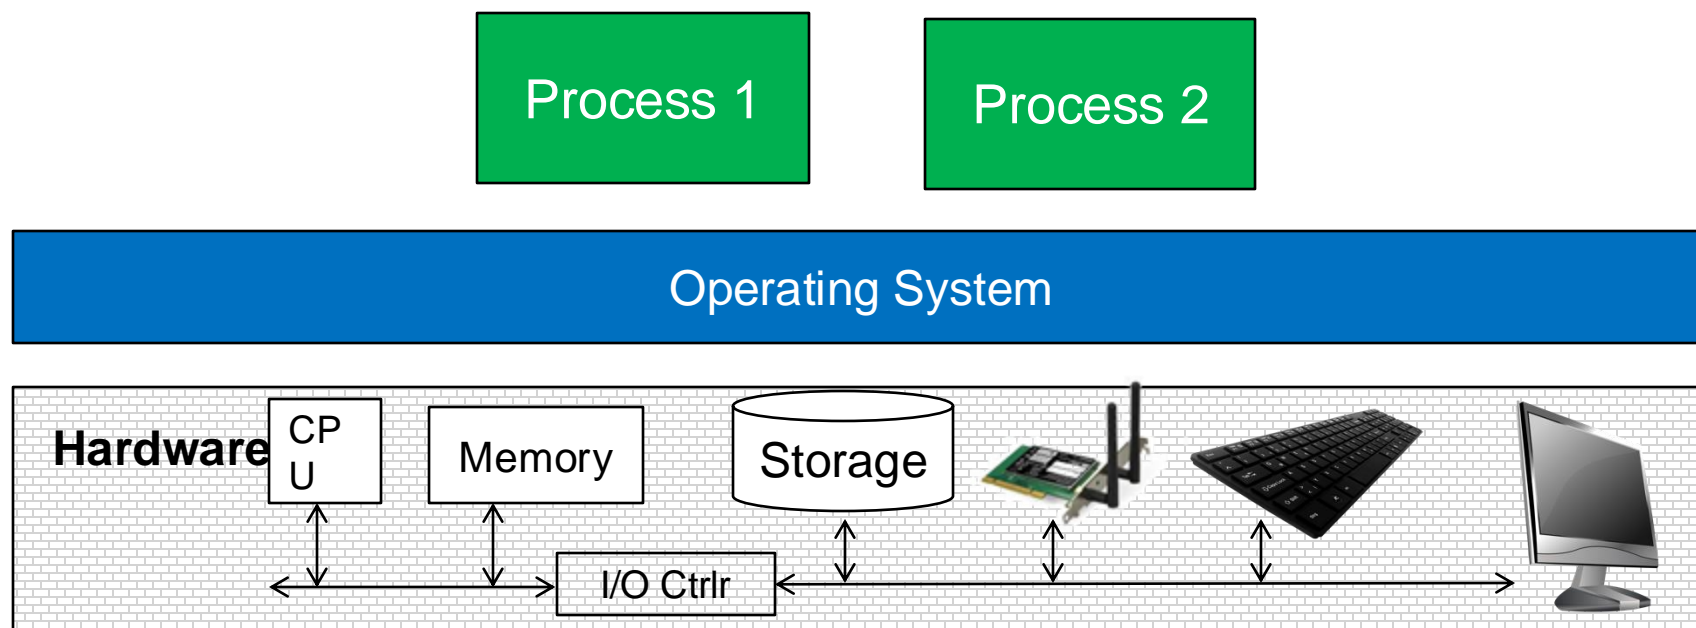 Process 1
Process 2
Operating System
Hardware
CP
U
Memory
Storage
I/O Ctrlr